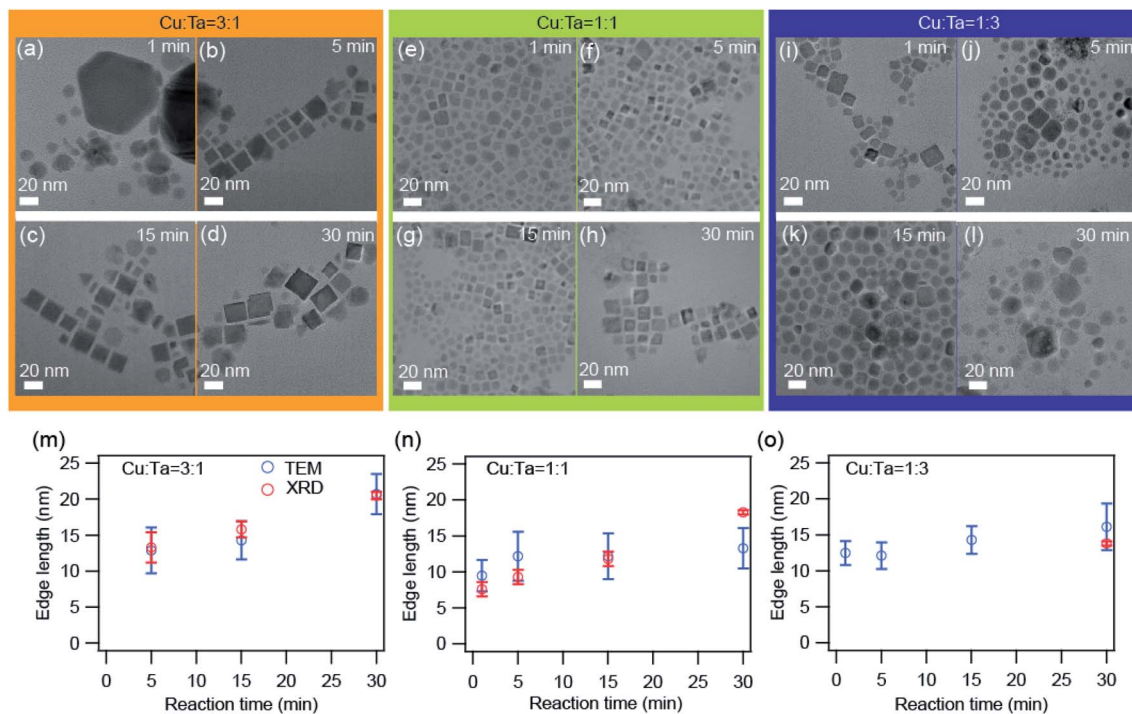 Cu:Ta=3:1
Cu:Ta=1:1
Cu:Ta=1:3
(a) 1 min
(b) 5 min
(e) 1 min
(f) 5 min
(i) 1 min
(j) 5 min
20 nm
20 nm
20 nm
20 nm
20 nm
20 nm
(c) 15 min
(d) 30 min
(g) 15 min
(h) 30 min
(k) 15 min
(l) 30 min
20 nm
20 nm
20 nm
20 nm
20 nm
20 nm
(m)
Cu:Ta=3:1
TEM
XRD
Edge length (nm)
25
20
15
10
5
0
0 5 10 15 20 25 30
Reaction time (min)
(n)
Cu:Ta=1:1
Edge length (nm)
25
20
15
10
5
0
0 5 10 15 20 25 30
Reaction time (min)
(o)
Cu:Ta=1:3
Edge length (nm)
25
20
15
10
5
0
0 5 10 15 20 25 30
Reaction time (min)